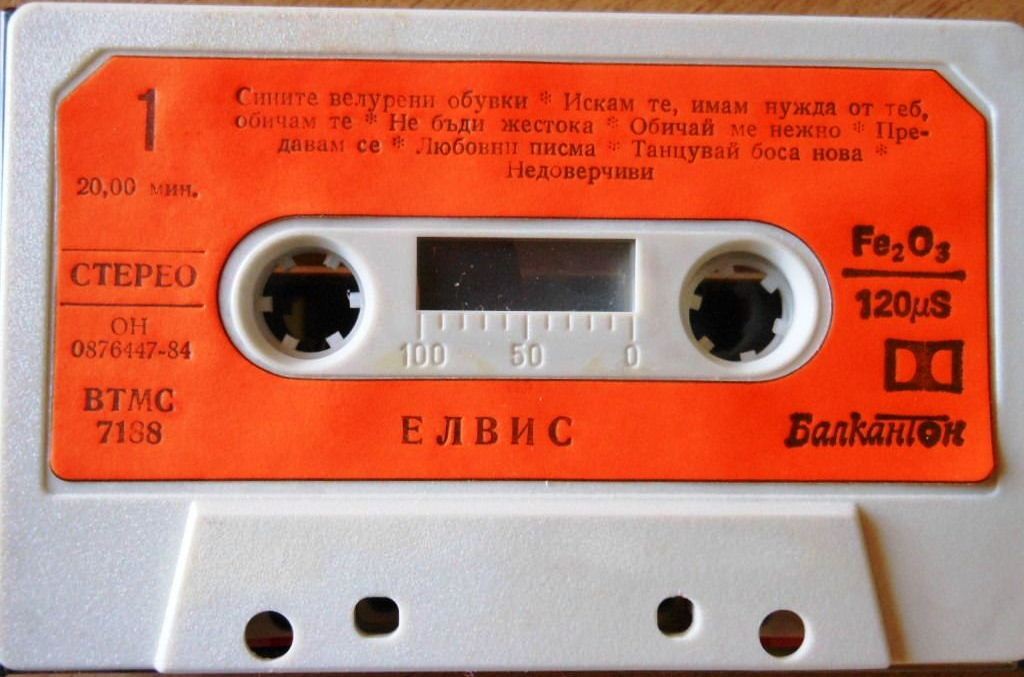 1
Сините велурени обувки * Искам те, имам нужда от теб,
обичам те * Не бъди жестока * Обичай ме нежно * Пре-
давам се * Любовни писма * Танцувай боса нова *
Недоверчиви
20,00 мин.
СТЕРЕО
ОН
0876447-84
ВТМС
7188
Fe₂O₃
120µS
100 50 0
ЕЛВИС
Балкантон